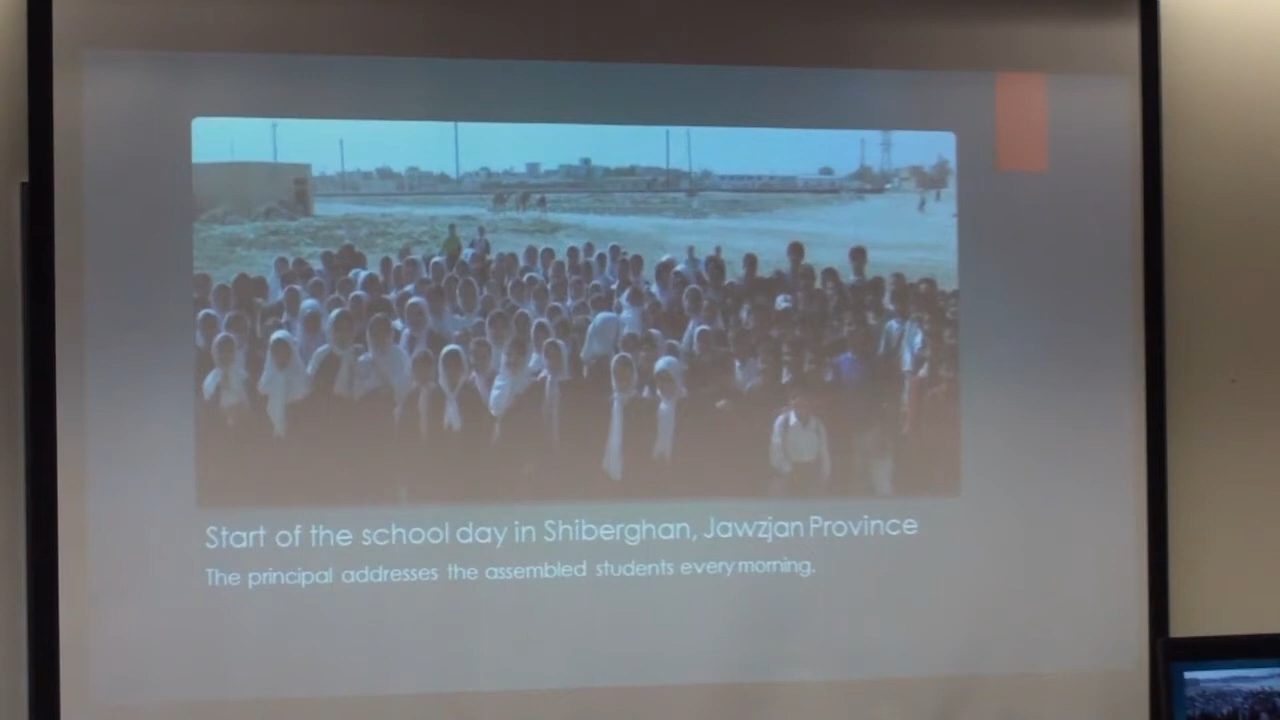 Start of the school day in Shiberghan, Jawzjan Province
The principal addresses the assembled students every morning.